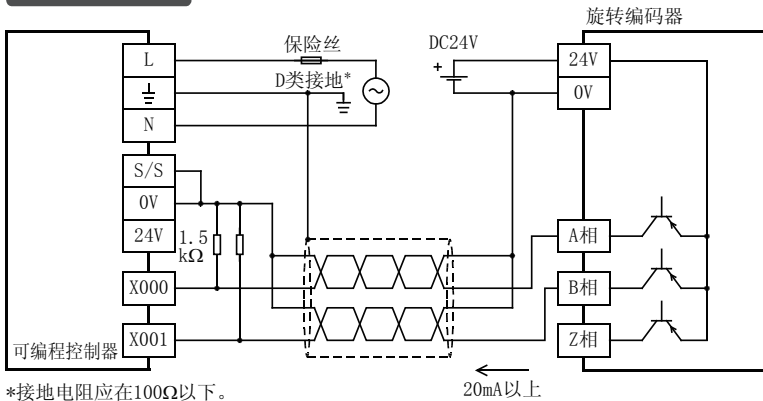 旋转编码器
保险丝
DC24V
L
24V
D类接地*
+
0V
N
S/S
0V
24V
1.5
kΩ
A相
X000
B相
X001
Z相
可编程控制器
*接地电阻应在100Ω以下。
20mA以上